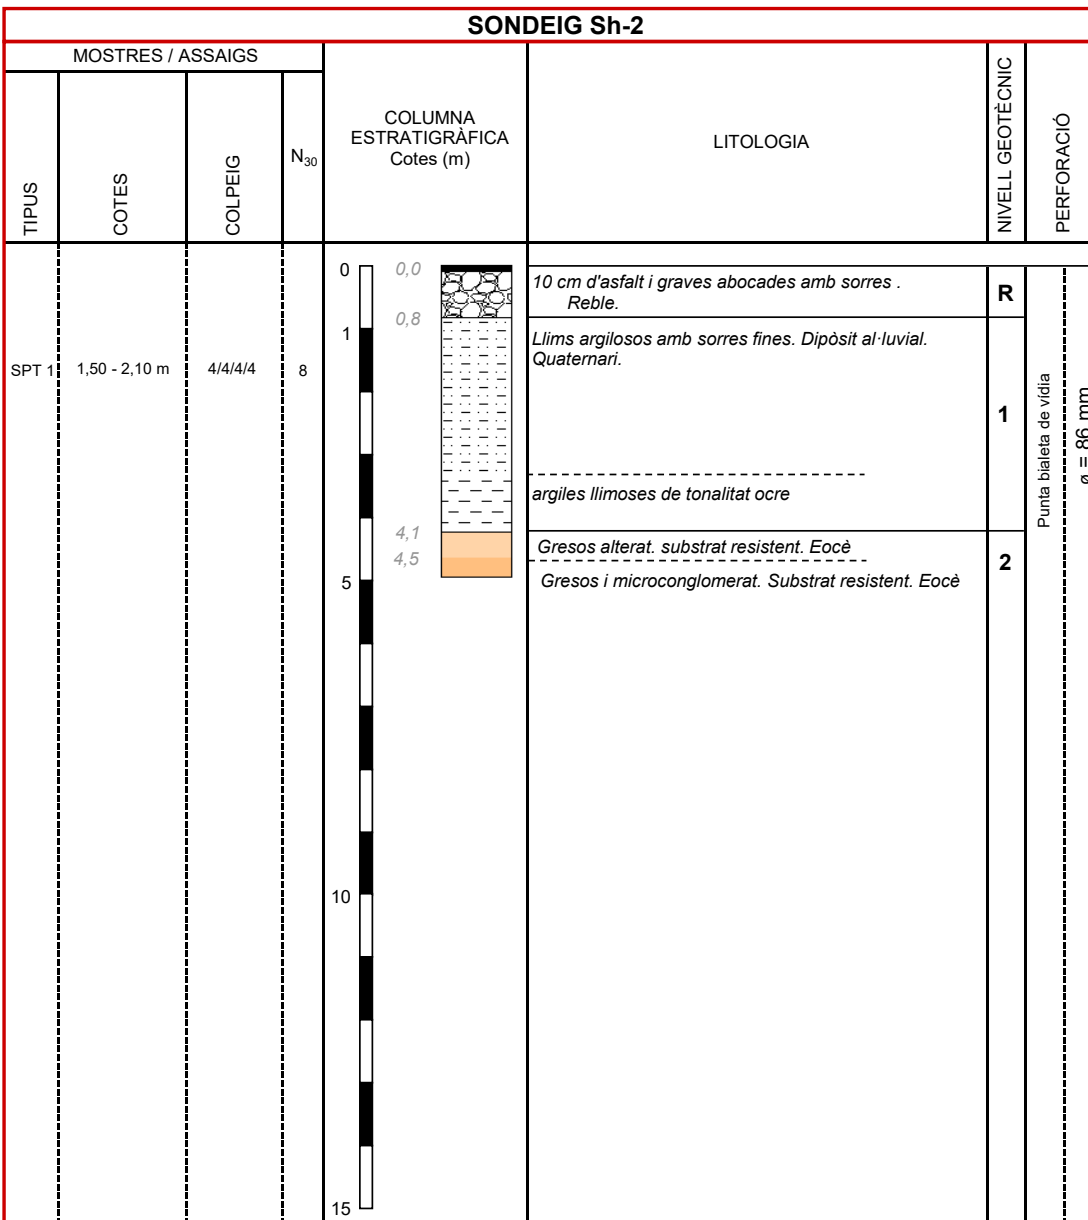 SONDEIG Sh-2
MOSTRES / ASSAIGS
TIPUS
COTES
COLPEIG
N30
COLUMNA
ESTRATIGRÀFICA
Cotes (m)
LITOLOGIA
NIVELL GEOTÈCNIC
PERFORACIÓ
0
0,0
10 cm d'asfalt i graves abocades amb sorres .
Reble.
R
0,8
1
Llims argilosos amb sorres fines. Dipòsit al·luvial.
Quaternari.
SPT 1
1,50 - 2,10 m
4/4/4/4
8
1
Punta bialeta de vídia
ø = 86 mm
argiles llimoses de tonalitat ocre
4,1
Gresos alterat. substrat resistent. Eocè
4,5
2
5
Gresos i microconglomerat. Substrat resistent. Eocè
10
15